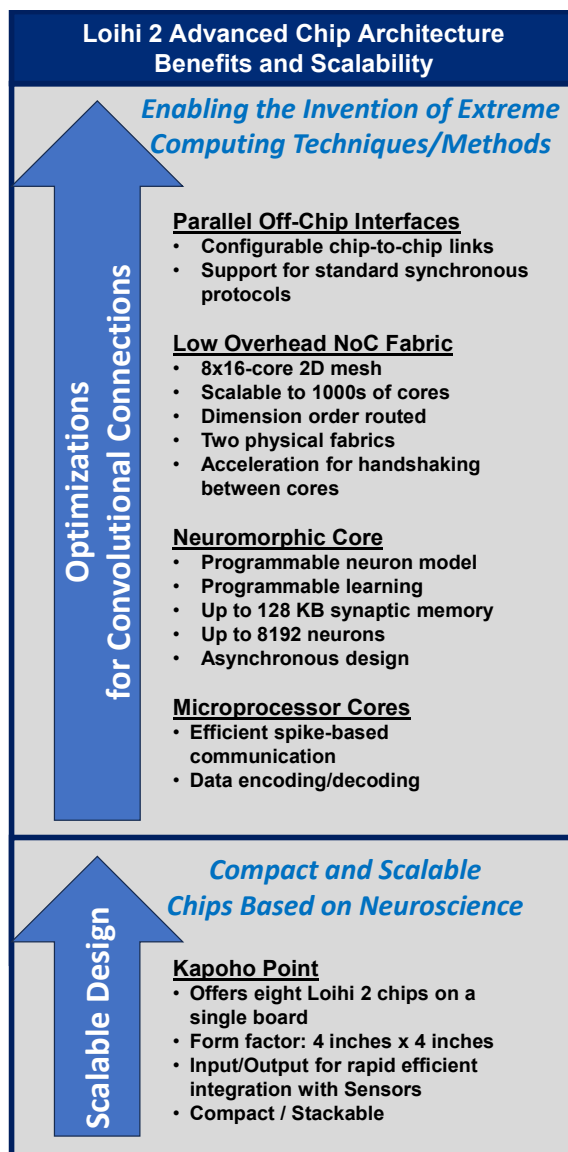 Loihi 2 Advanced Chip Architecture
Benefits and Scalability
Enabling the Invention of Extreme
Computing Techniques/Methods
Optimizations
for Convolutional Connections
Parallel Off-Chip Interfaces
• Configurable chip-to-chip links
• Support for standard synchronous
protocols
Low Overhead NoC Fabric
• 8x16-core 2D mesh
• Scalable to 1000s of cores
• Dimension order routed
• Two physical fabrics
• Acceleration for handshaking
between cores
Neuromorphic Core
• Programmable neuron model
• Programmable learning
• Up to 128 KB synaptic memory
• Up to 8192 neurons
• Asynchronous design
Microprocessor Cores
• Efficient spike-based
communication
• Data encoding/decoding
Compact and Scalable
Chips Based on Neuroscience
Scalable Design
Kapoho Point
• Offers eight Loihi 2 chips on a
single board
• Form factor: 4 inches x 4 inches
• Input/Output for rapid efficient
integration with Sensors
• Compact / Stackable